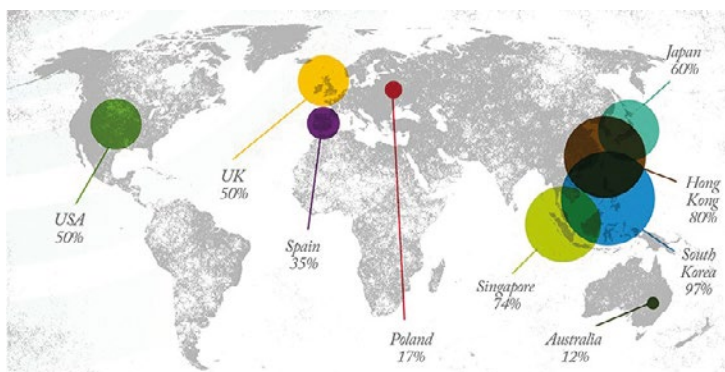 Japan
60%
UK
50%
Hong
Kong
80%
USA
50%
Spain
35%
South
Korea
97%
Singapore
74%
Poland
17%
Australia
12%